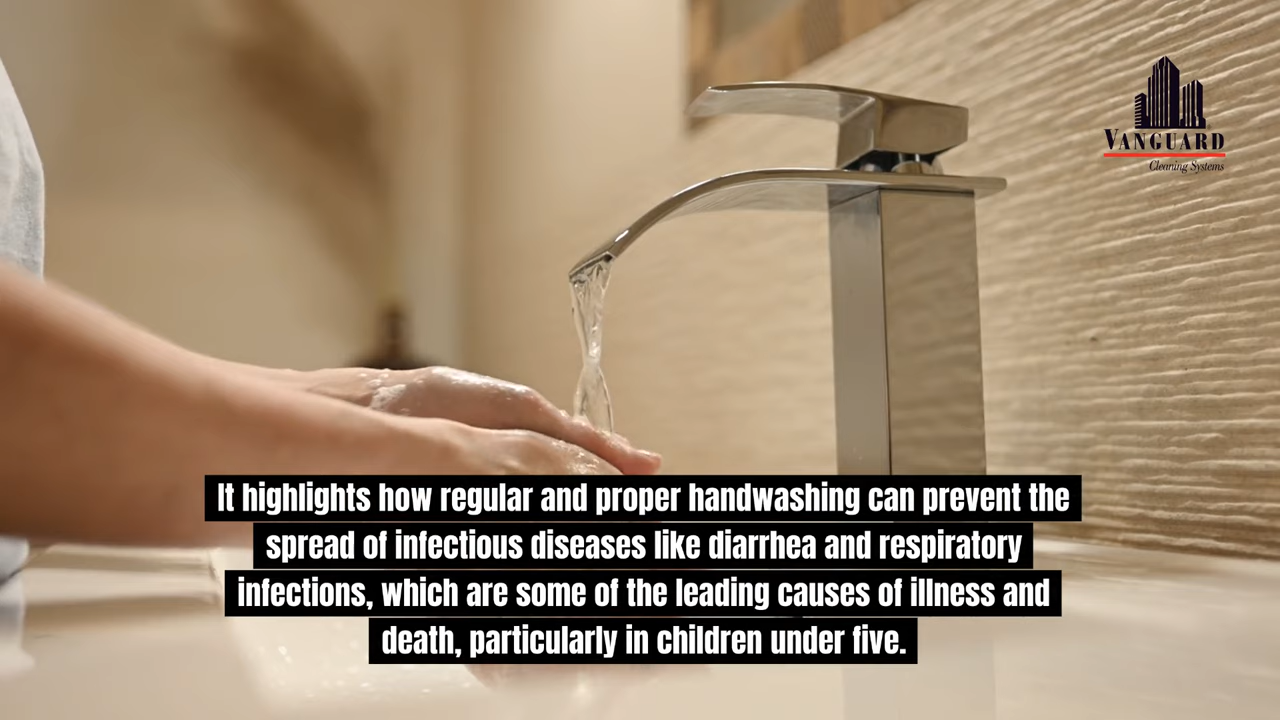 VANGUARD
Cleaning Systems
It highlights how regular and proper handwashing can prevent the
spread of infectious diseases like diarrhea and respiratory
infections, which are some of the leading causes of illness and
death, particularly in children under five.